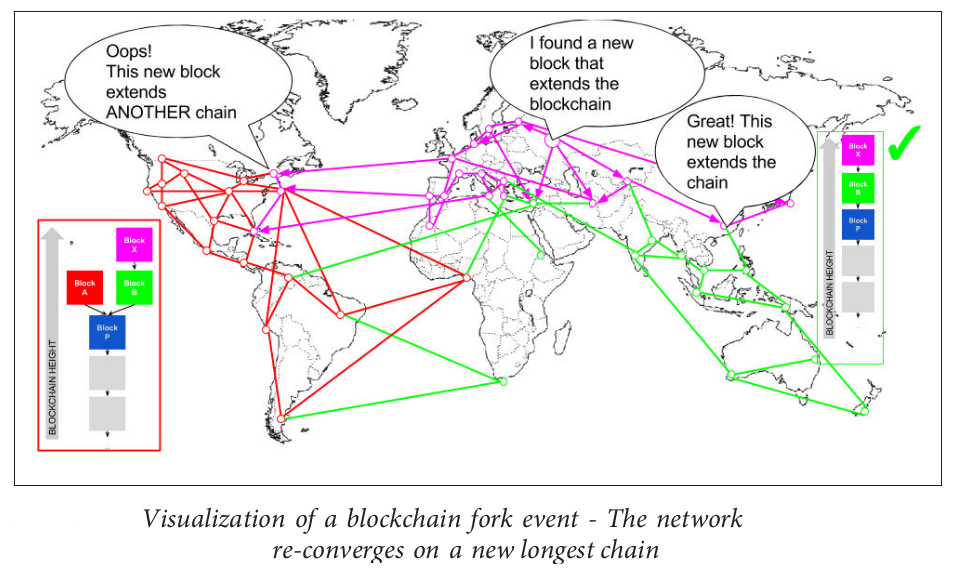 Oops!
This new block
extends
ANOTHER chain
I found a new
block that
extends the
blockchain
Great! This
new block
extends the
chain
BLOCKCHAIN HEIGHT
Block
X
Block
A
Block
B
Block
P
BLOCKCHAIN HEIGHT
Block
X
Block
B
Block
P
Visualization of a blockchain fork event - The network
re-converges on a new longest chain